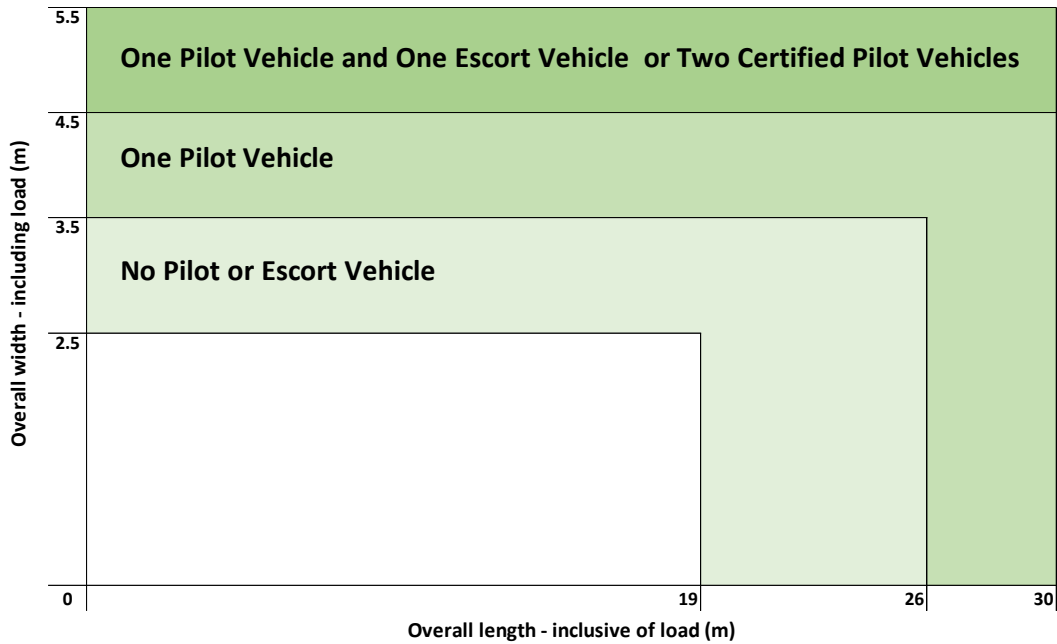 5.5
One Pilot Vehicle and One Escort Vehicle or Two Certified Pilot Vehicles
4.5
One Pilot Vehicle
3.5
No Pilot or Escort Vehicle
2.5
Overall width - including load (m)
0
19
26
30
Overall length - inclusive of load (m)